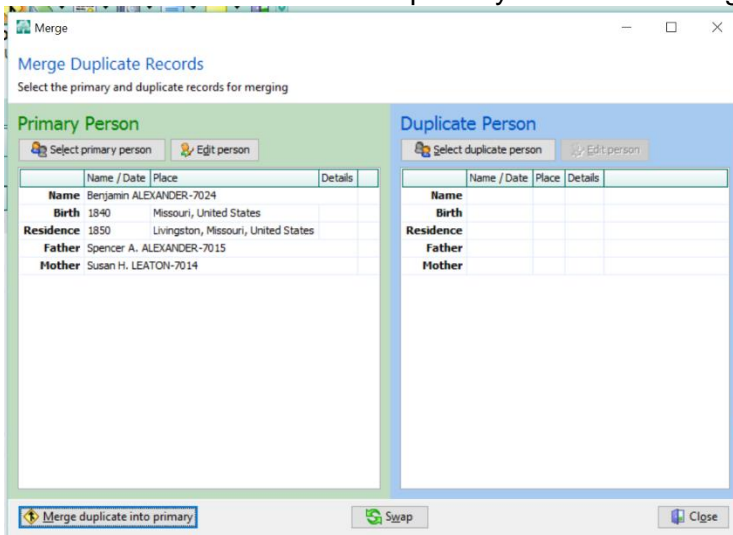 Merge
Merge Duplicate Records
Select the primary and duplicate records for merging
Primary Person
Select primary person Edit person
Name / Date Place Details
Name Benjamin ALEXANDER-7024
Birth 1840 Missouri, United States
Residence 1850 Livingston, Missouri, United States
Father Spencer A. ALEXANDER-7015
Mother Susan H. LEATON-7014
Duplicate Person
Select duplicate person Edit person
Name / Date Place Details
Name
Birth
Residence
Father
Mother
Merge duplicate into primary Swap Close